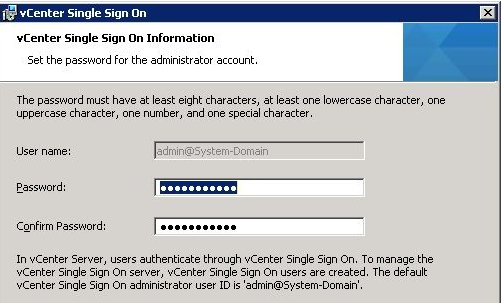 vCenter Single Sign On
vCenter Single Sign On Information
Set the password for the administrator account.
The password must have at least eight characters, at least one lowercase character, one
uppercase character, one number, and one special character.
User name:
admin@System-Domain
Password:
●●●●●●●●●●●
Confirm Password:
●●●●●●●●●●●
In vCenter Server, users authenticate through vCenter Single Sign On. To manage the
vCenter Single Sign On server, vCenter Single Sign On users are created. The default
vCenter Single Sign On administrator user ID is 'admin@System-Domain'.